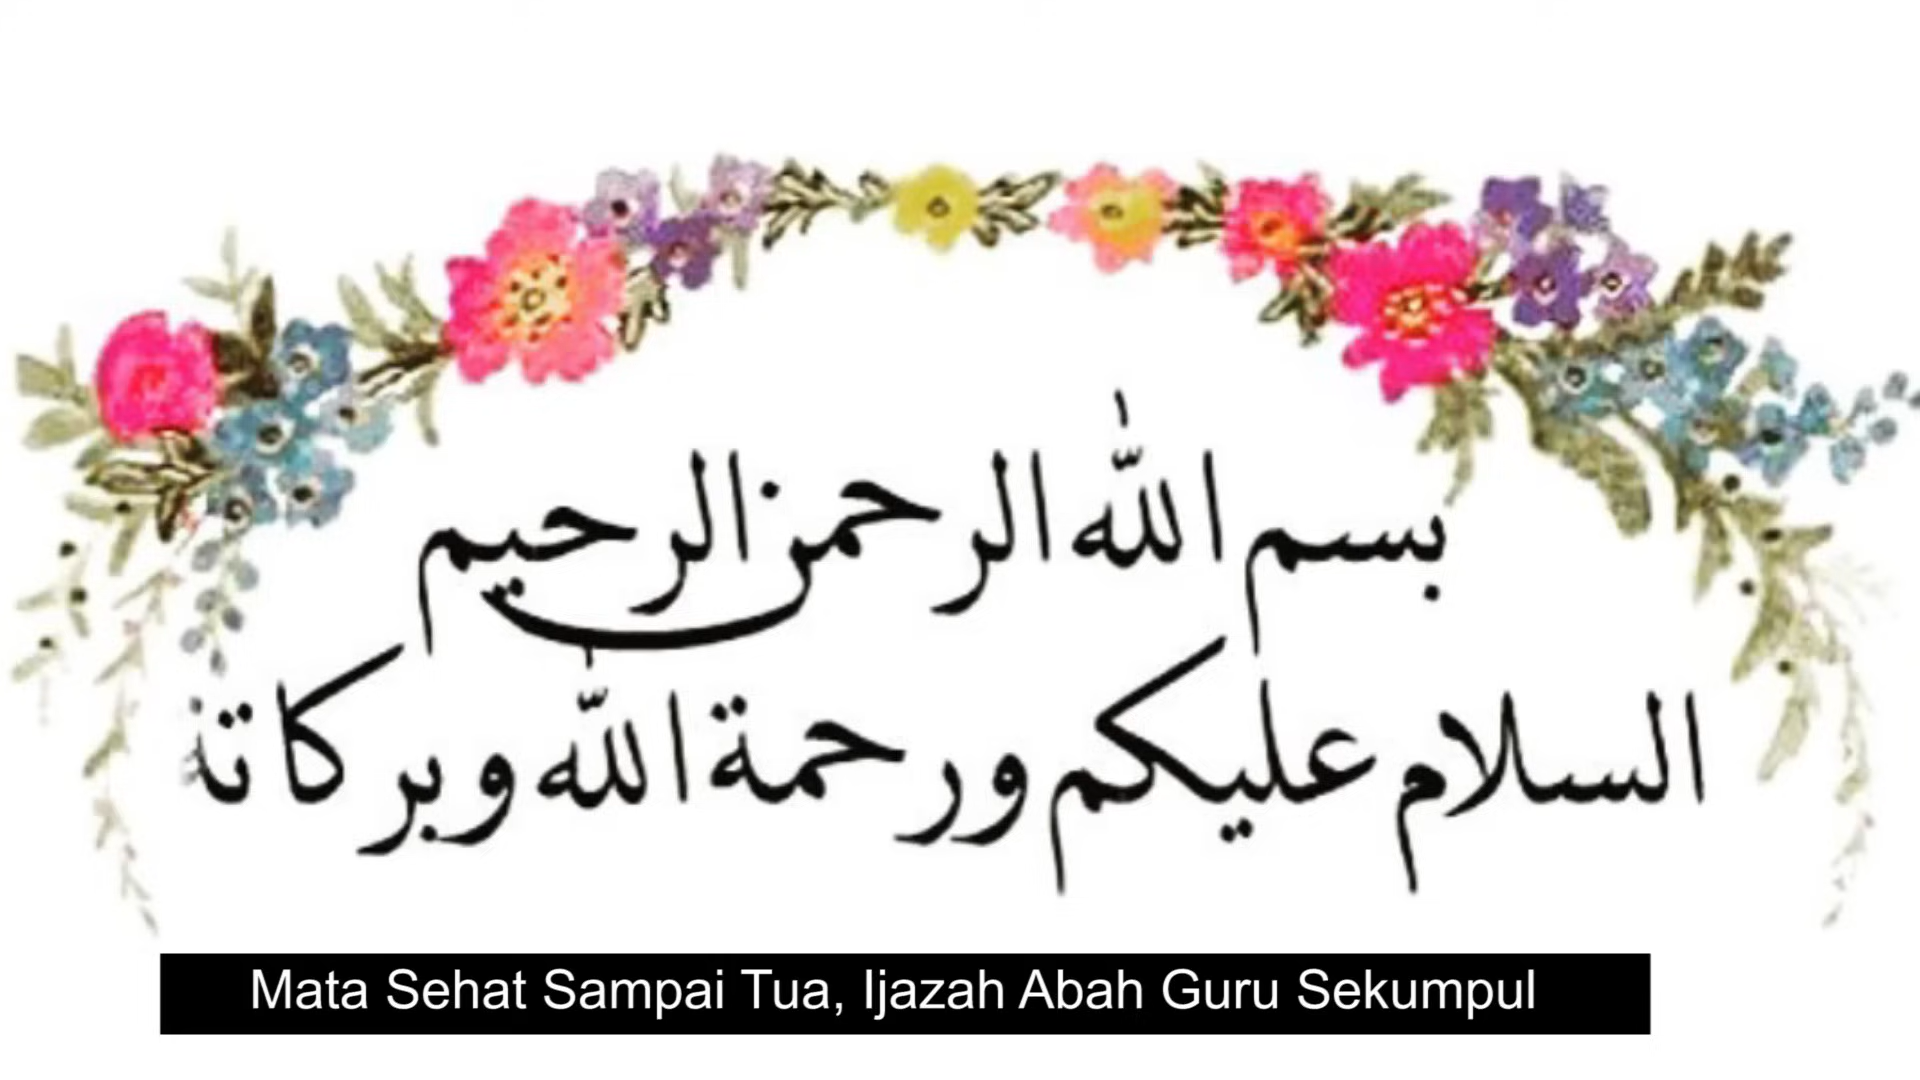 بسم الله الرحمن الرحيم
السلام عليكم ورحمة الله وبركاته
Mata Sehat Sampai Tua, Ijazah Abah Guru Sekumpul